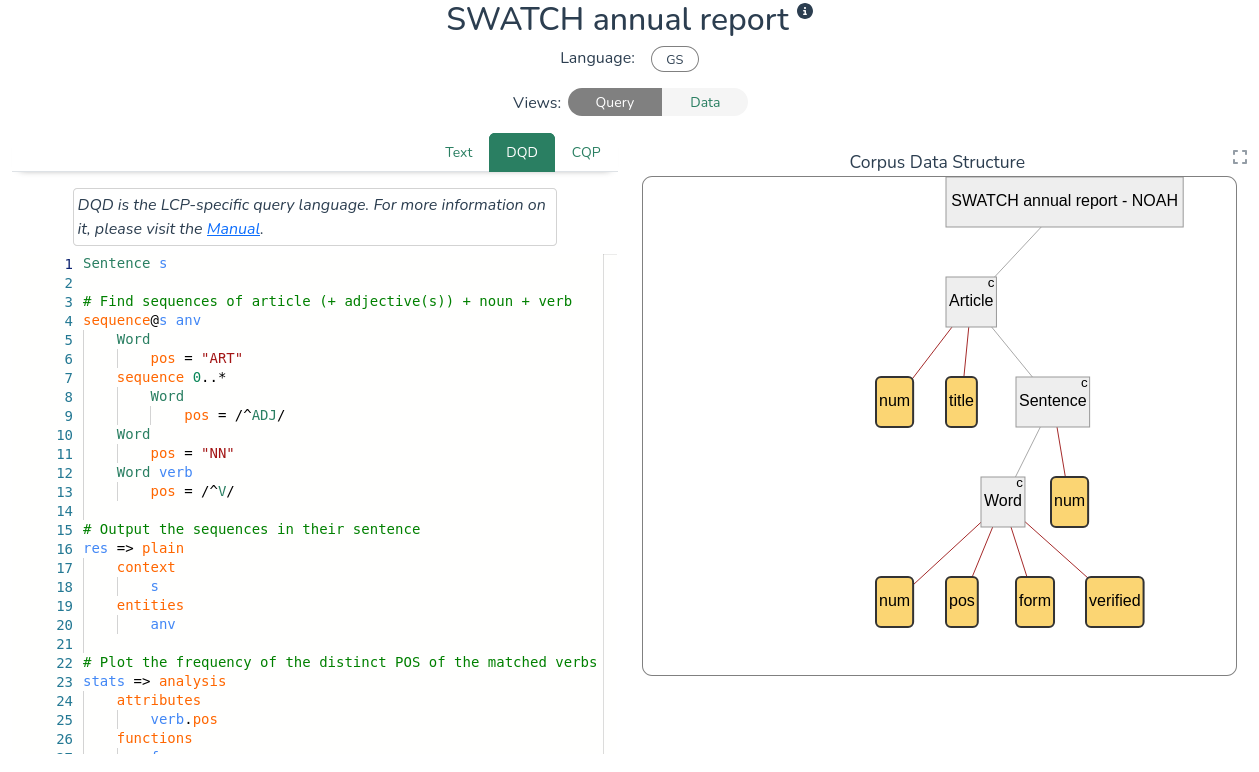 SWATCH annual report
Language: GS
Views: Query Data
Text DQD CQP
DQD is the LCP-specific query language. For more information on
it, please visit the Manual.
1 Sentence s
2
3 # Find sequences of article (+ adjective(s)) + noun + verb
4 sequence@s anv
5 Word
6 pos = "ART"
7 sequence 0..*
8 Word
9 pos = /^ADJ/
10 Word
11 pos = "NN"
12 Word verb
13 pos = /^V/
14
15 # Output the sequences in their sentence
16 res => plain
17 context
18 s
19 entities
20 anv
21
22 # Plot the frequency of the distinct POS of the matched verbs
23 stats => analysis
24 attributes
25 verb.pos
26 functions
Corpus Data Structure
SWATCH annual report - NOAH
c
Article
num
title
c
Sentence
c
Word
num
num
pos
form
verified